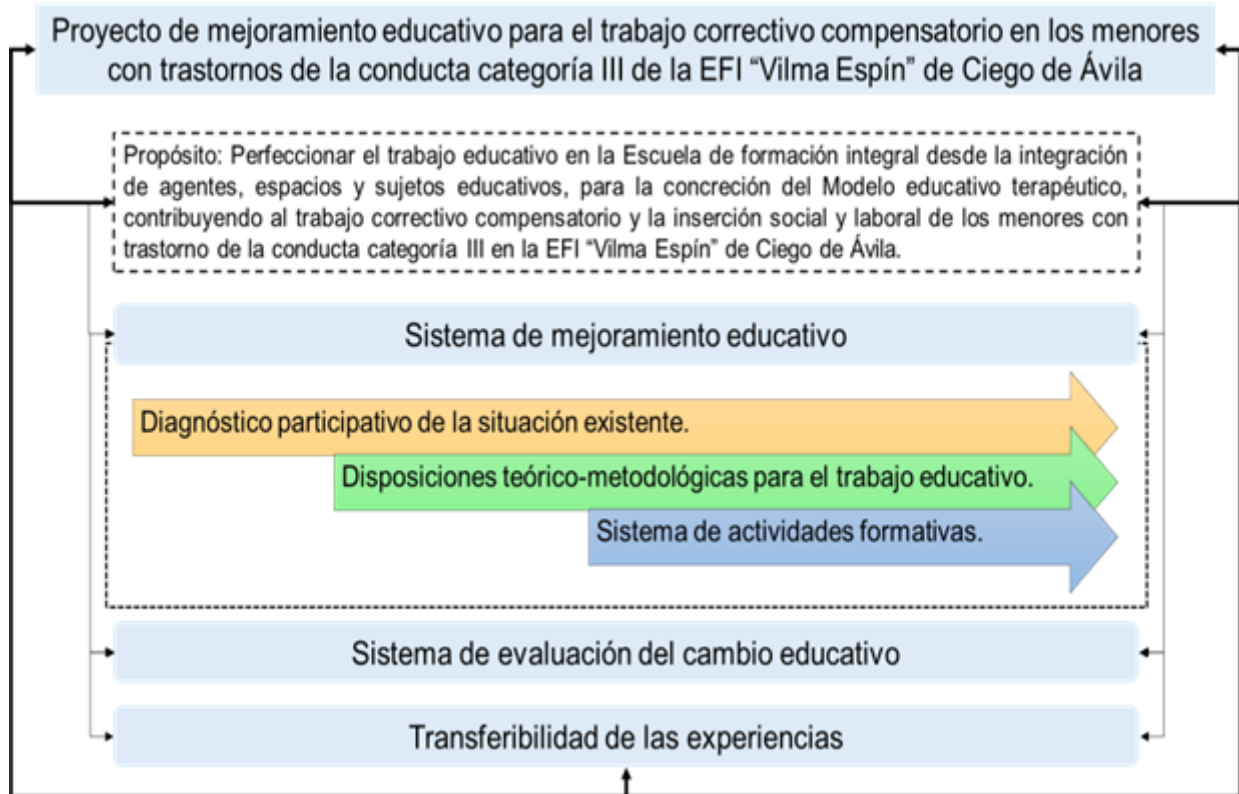 Proyecto de mejoramiento educativo para el trabajo correctivo compensatorio en los menores
con trastornos de la conducta categoría III de la EFI “Vilma Espín” de Ciego de Ávila
Propósito: Perfeccionar el trabajo educativo en la Escuela de formación integral desde la integración
de agentes, espacios y sujetos educativos, para la concreción del Modelo educativo terapéutico,
contribuyendo al trabajo correctivo compensatorio y la inserción social y laboral de los menores con
trastorno de la conducta categoría III en la EFI “Vilma Espín” de Ciego de Ávila.
Sistema de mejoramiento educativo
Diagnóstico participativo de la situación existente.
Disposiciones teórico-metodológicas para el trabajo educativo.
Sistema de actividades formativas.
Sistema de evaluación del cambio educativo
Transferibilidad de las experiencias